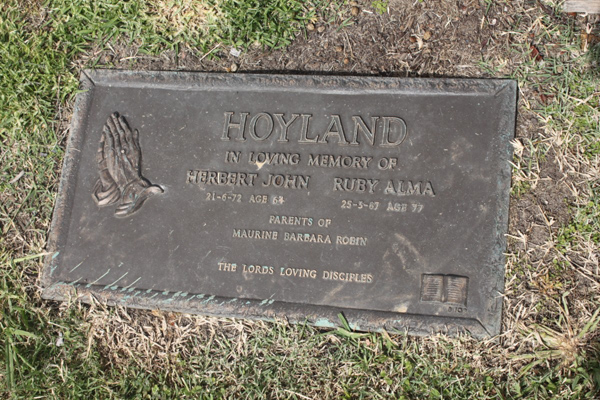 HOYLAND
IN LOVING MEMORY OF
HERBERT JOHN RUBY ALMA
21-6-72 AGE 64 25-5-87 AGE 77
PARENTS OF
MAURINE BARBARA ROBIN
THE LORDS LOVING DISCIPLES